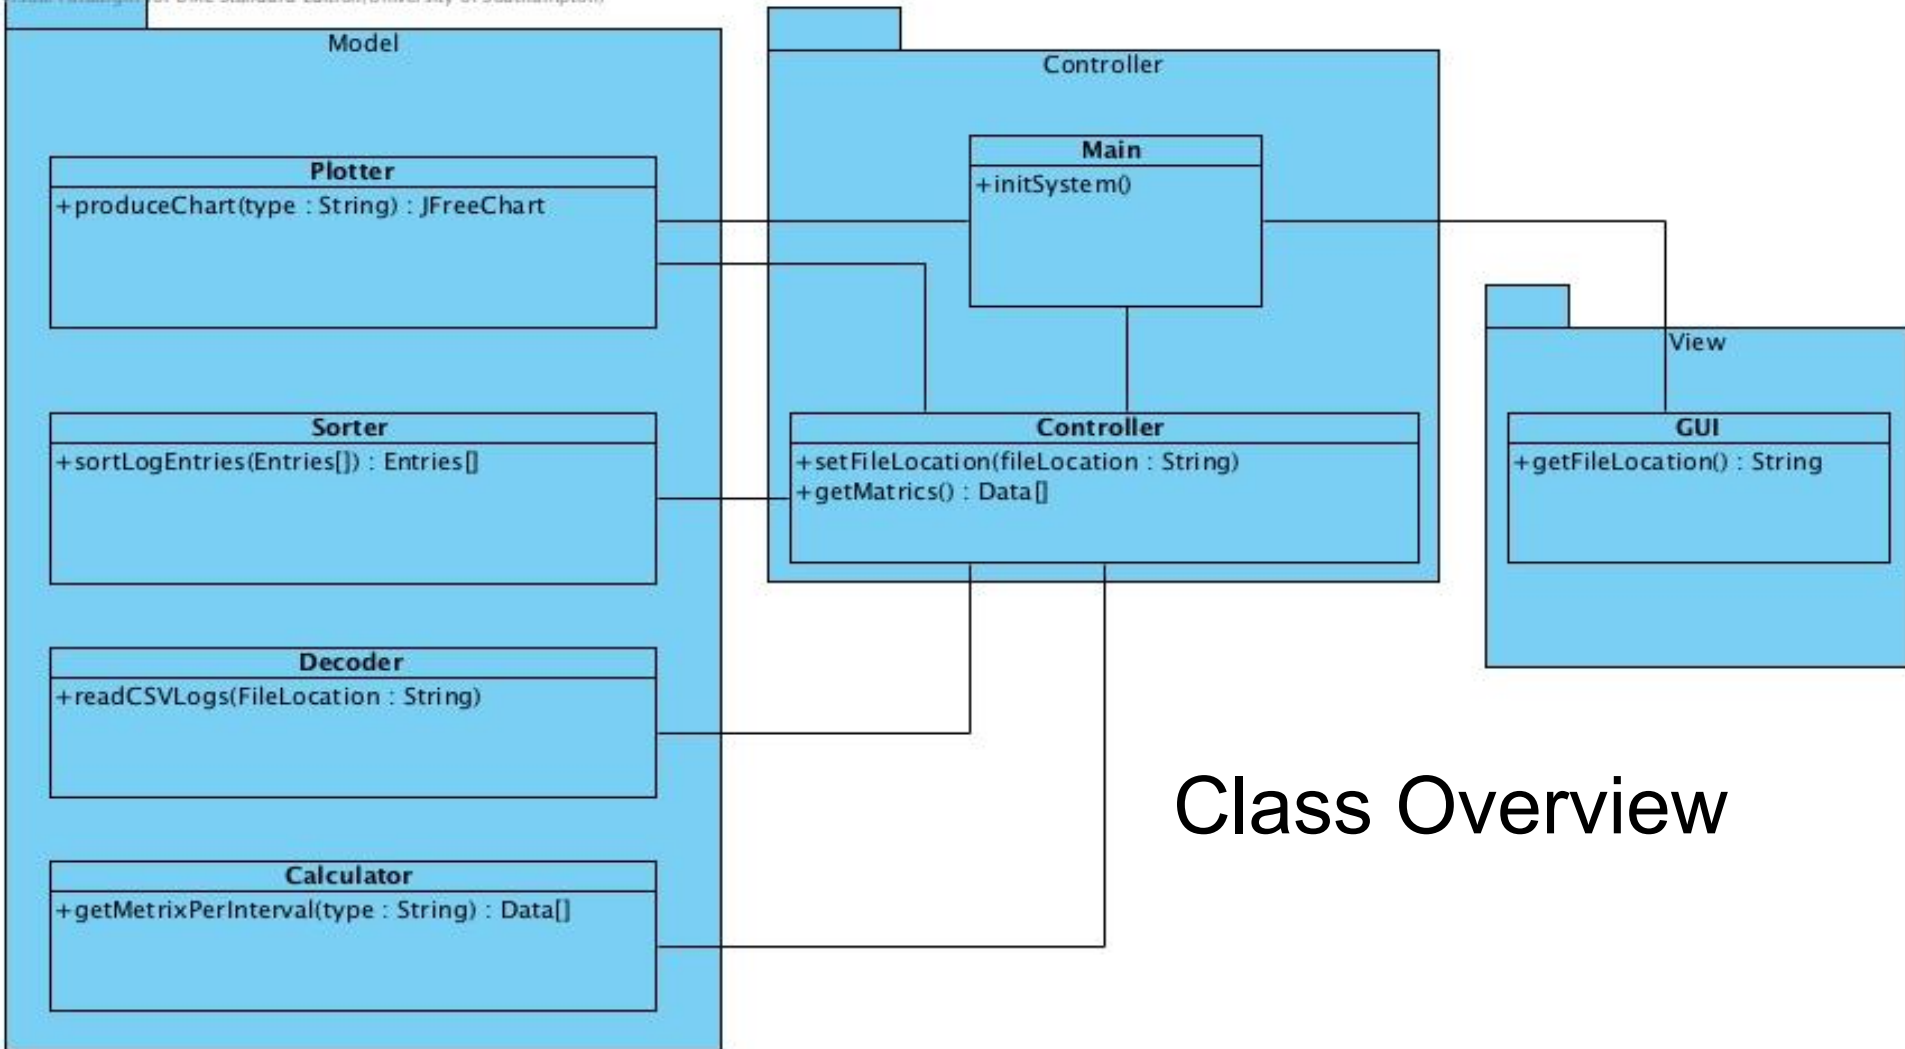 Model
Plotter
+produceChart(type : String) : JFreeChart
Sorter
+sortLogEntries(Entries[]) : Entries[]
Decoder
+readCSVLogs(FileLocation : String)
Calculator
+getMetrixPerInterval(type : String) : Data[]
Controller
Main
+initSystem()
Controller
+setFileLocation(fileLocation : String)
+getMatrics() : Data[]
View
GUI
+getFileLocation() : String
Class Overview